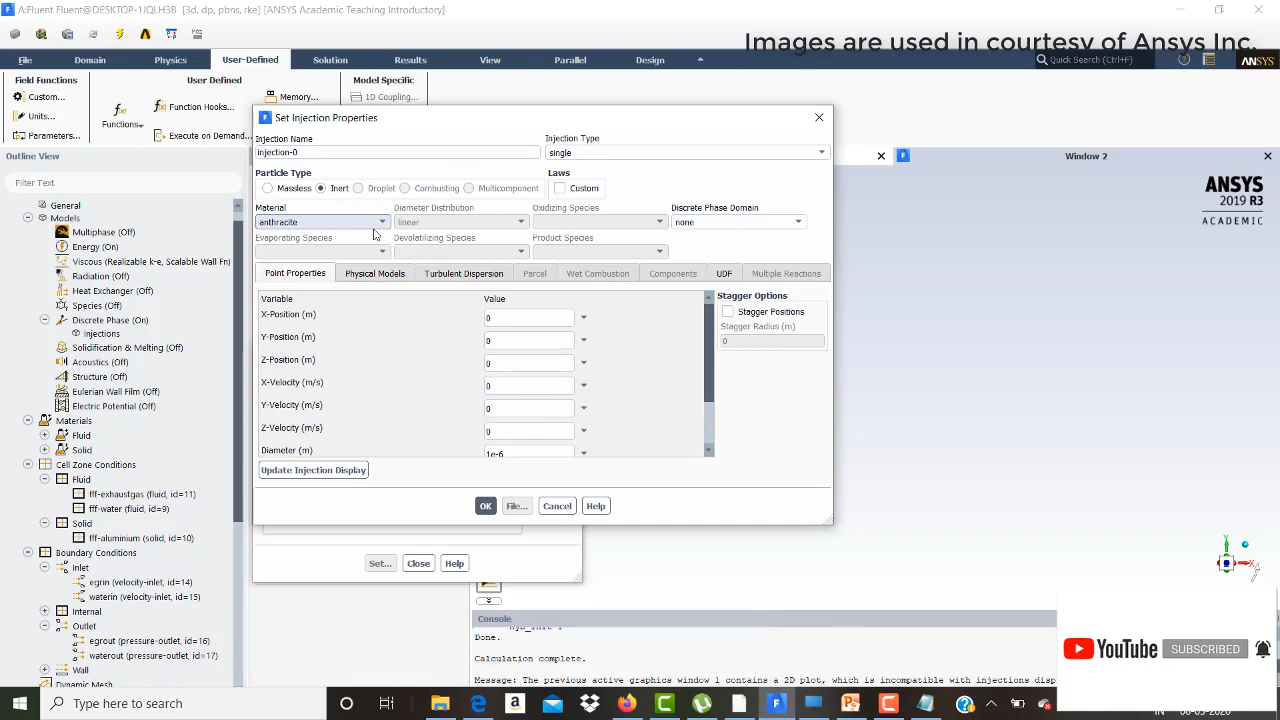 A:Fluent Fluent@DESKTOP-1JQLH3B [3d, dp, pbns, rke] [ANSYS Academic Teaching Introductory]
Images are used in courtesy of Ansys Inc.
File Domain Physics User-Defined Solution Results View Parallel Design Quick Search (Ctrl+F) ANSYS
Field Functions User Defined Model Specific
Custom... Function Hooks... Memory... 1D Coupling...
Units... Functions
Parameters... Execute on Demand...
Set Injection Properties
Injection Name Injection Type
injection-0 single
Particle Type Laws
Massless Inert Droplet Combusting Multicomponent Custom
Material Diameter Distribution Oxidizing Species Discrete Phase Domain
anthracite linear none
Evaporating Species Devolatilizing Species Product Species
Point Properties Physical Models Turbulent Dispersion Parcel Wet Combustion Components UDF Multiple Reactions
Variable Value Stagger Options
X-Position (m) 0 Stagger Positions
Y-Position (m) 0 Stagger Radius (m)
0
Z-Position (m) 0
X-Velocity (m/s) 0
Y-Velocity (m/s) 0
Z-Velocity (m/s) 0
Diameter (m) 1e-6
Update Injection Display
OK File... Cancel Help
Set... Close Help
Outline View
Filter Text
General
Models
Multiphase (Off)
Energy (On)
Viscous (Realizable k-e, Scalable Wall Fn)
Radiation (Off)
Heat Exchanger (Off)
Species (Off)
Discrete Phase (On)
Injections
Solidification & Melting (Off)
Acoustics (Off)
Structure (Off)
Eulerian Wall Film (Off)
Electric Potential (Off)
Materials
Fluid
Solid
Cell Zone Conditions
Fluid
fff-exhaustgas (fluid, id=11)
fff-water (fluid, id=9)
Solid
fff-aluminium (solid, id=10)
Boundary Conditions
Inlet
egrin (velocity-inlet, id=14)
waterin (velocity-inlet, id=15)
Internal
Outlet
egrout (pressure-outlet, id=16)
waterout (pressure-outlet, id=17)
Wall
Dynamic Mesh
Window 2
ANSYS
2019 R3
ACADEMIC
Y
X
Console
Done.
Calculation complete.
Message: The previous active graphics window 1 contains a 2D plot, which is incompatible with injections displ
YouTube SUBSCRIBED
Type here to search